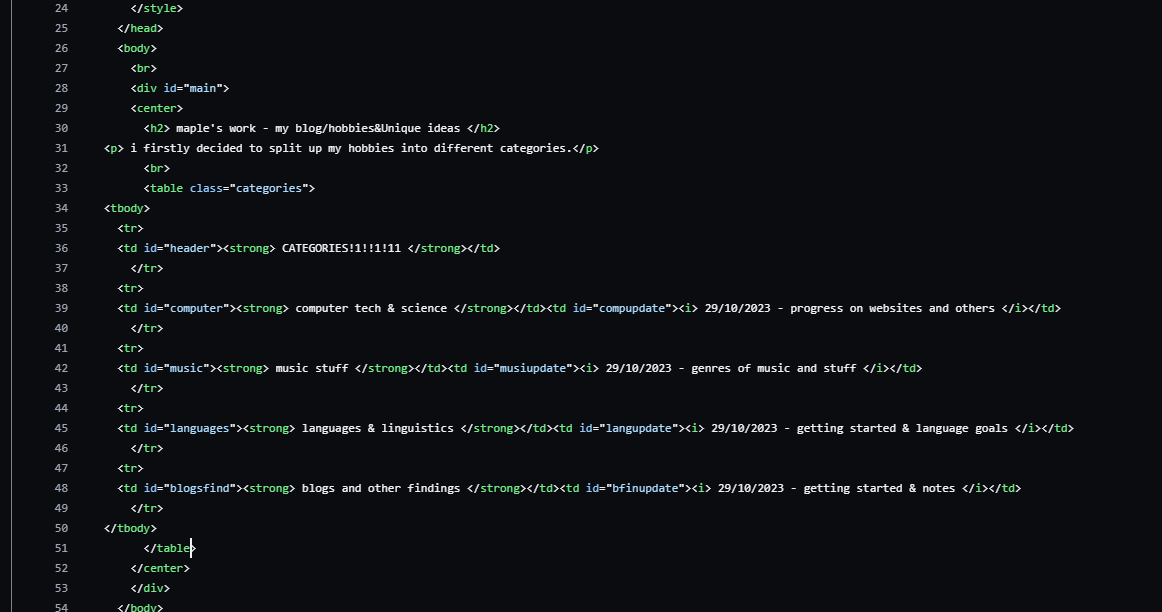 24 </style>
25 </head>
26 <body>
27 <br>
28 <div id="main">
29 <center>
30 <h2> maple's work - my blog/hobbies&Unique ideas </h2>
31 <p> i firstly decided to split up my hobbies into different categories.</p>
32 <br>
33 <table class="categories">
34 <tbody>
35 <tr>
36 <td id="header"><strong> CATEGORIES!1!!1!11 </strong></td>
37 </tr>
38 <tr>
39 <td id="computer"><strong> computer tech & science </strong></td><td id="compupdate"><i> 29/10/2023 - progress on websites and others </i></td>
40 </tr>
41 <tr>
42 <td id="music"><strong> music stuff </strong></td><td id="musiupdate"><i> 29/10/2023 - genres of music and stuff </i></td>
43 </tr>
44 <tr>
45 <td id="languages"><strong> languages & linguistics </strong></td><td id="langupdate"><i> 29/10/2023 - getting started & language goals </i></td>
46 </tr>
47 <tr>
48 <td id="blogsfind"><strong> blogs and other findings </strong></td><td id="bfinupdate"><i> 29/10/2023 - getting started & notes </i></td>
49 </tr>
50 </tbody>
51 </table>
52 </center>
53 </div>
54 </body>